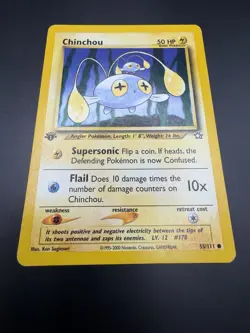 Chinchou 50 HP
Angler Pokémon. Length: 1' 8", Weight: 26 lbs.
Supersonic Flip a coin. If heads, the
Defending Pokémon is now Confused.
Flail Does 10 damage times the
number of damage counters on
Chinchou.
10x
weakness resistance retreat cost
It shoots positive and negative electricity between the tips of
its two antennae and zaps its enemies. LV. 12 #170
Illus. Ken Sugimori
©1995-2000 Nintendo, Creatures, GAMEFREAK.
55/111